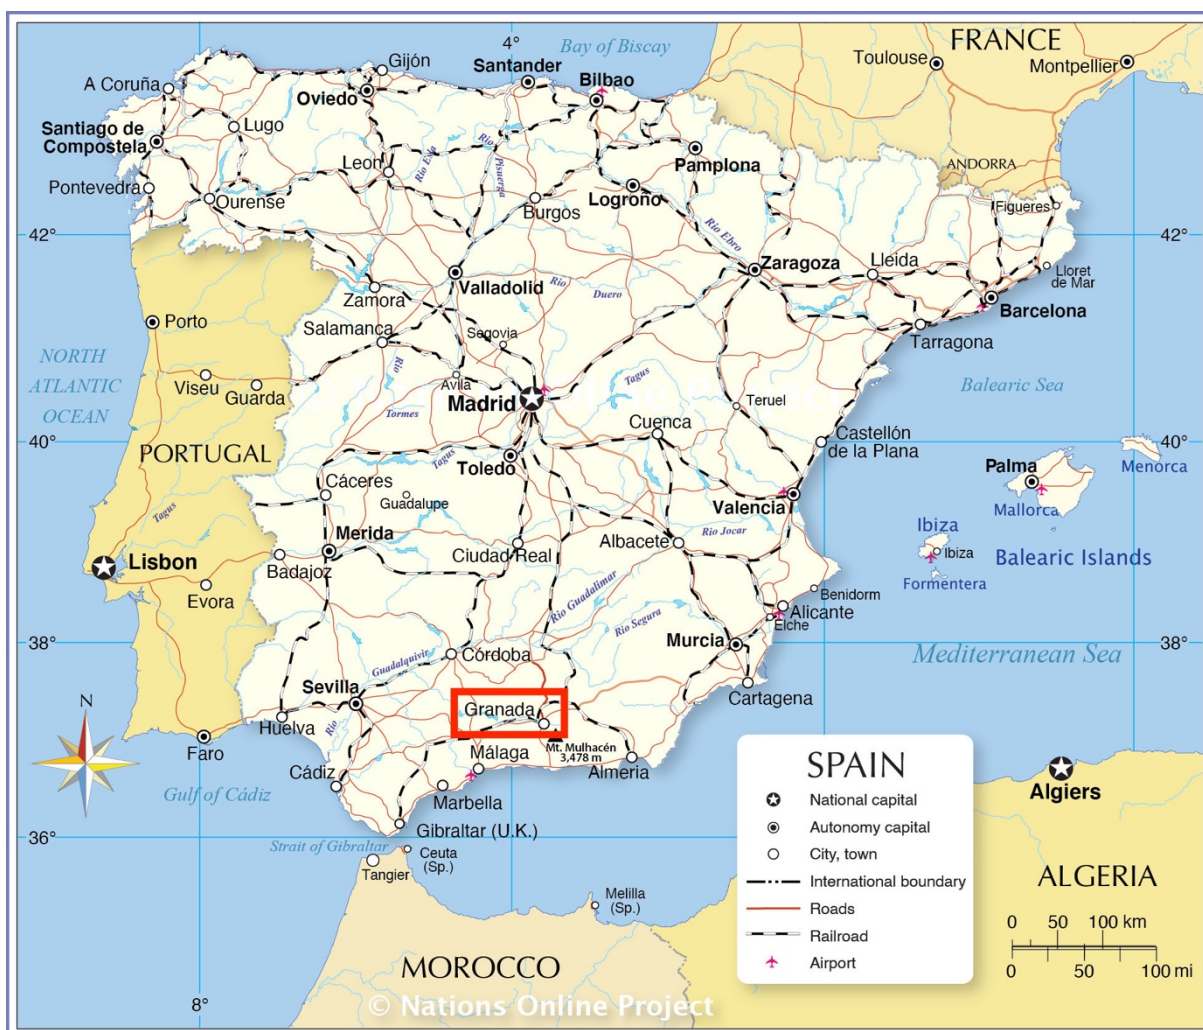 4°
Bay of Biscay
FRANCE
Toulouse
Montpellier
A Coruña
Gijón
Santander
Bilbao
Oviedo
Lugo
Santiago de
Compostela
Leon
Rio Esla
Rio
Pisuerga
Pamplona
ANDORRA
Pontevedra
Ourense
Burgos
Logroño
Figueres
42°
42°
Rio Ebro
Zaragoza
Lleida
Lloret
de Mar
Valladolid
Rio
Duero
Zamora
Barcelona
Porto
Salamanca
Segovia
Tarragona
NORTH
ATLANTIC
OCEAN
Viseu
Guarda
Rio
Tormes
Avila
Madrid
Tagus
Teruel
Balearic Sea
Cuenca
Castellón
de la Plana
40°
40°
PORTUGAL
Tagus
Toledo
Palma
Menorca
Mallorca
Cáceres
Guadalupe
Valencia
Tagus
Merida
Rio Jocar
Ibiza
Ibiza
Formentera
Balearic Islands
Lisbon
Badajoz
Ciudad Real
Albacete
Evora
Rio Guadalimar
Rio Segura
Benidorm
Alicante
Elche
38°
38°
Murcia
Mediterranean Sea
Guadalquivir
Córdoba
Cartagena
Sevilla
Granada
N
Huelva
Rio
Faro
Mt. Mulhacén
3,478 m
Málaga
Almeria
Cádiz
Marbella
Gulf of Cádiz
Gibraltar (U.K.)
36°
Strait of Gibraltar
Ceuta
(Sp.)
Tangier
Melilla
(Sp.)
Algiers
SPAIN
National capital
Autonomy capital
City, town
International boundary
Roads
Railroad
Airport
ALGERIA
0 50 100 km
0 50 100 mi
MOROCCO
8°
© Nations Online Project